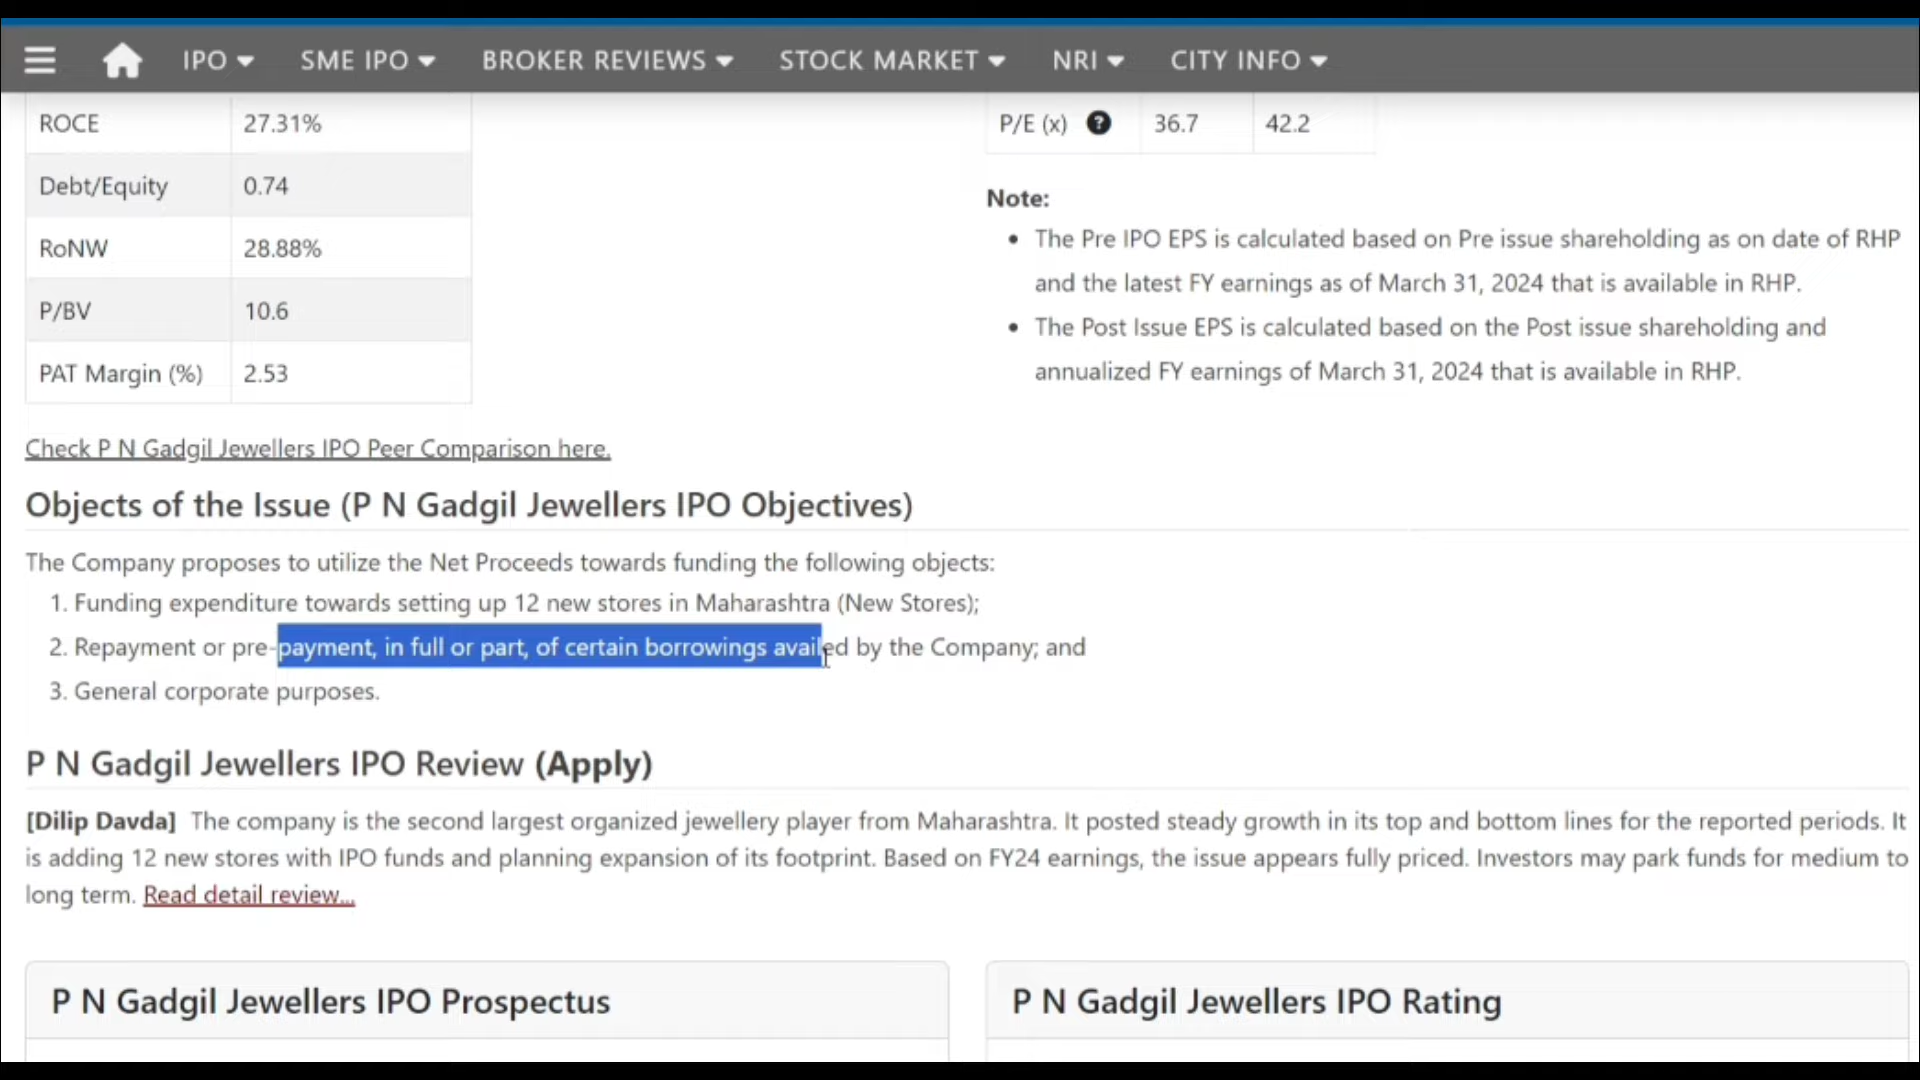 IPO SME IPO BROKER REVIEWS STOCK MARKET NRI CITY INFO
ROCE 27.31%
Debt/Equity 0.74
RoNW 28.88%
P/BV 10.6
PAT Margin (%) 2.53
P/E (x) ? 36.7 42.2
Note:
• The Pre IPO EPS is calculated based on Pre issue shareholding as on date of RHP
and the latest FY earnings as of March 31, 2024 that is available in RHP.
• The Post Issue EPS is calculated based on the Post issue shareholding and
annualized FY earnings of March 31, 2024 that is available in RHP.
Check P N Gadgil Jewellers IPO Peer Comparison here.
Objects of the Issue (P N Gadgil Jewellers IPO Objectives)
The Company proposes to utilize the Net Proceeds towards funding the following objects:
1. Funding expenditure towards setting up 12 new stores in Maharashtra (New Stores);
2. Repayment or pre-payment, in full or part, of certain borrowings availed by the Company; and
3. General corporate purposes.
P N Gadgil Jewellers IPO Review (Apply)
[Dilip Davda] The company is the second largest organized jewellery player from Maharashtra. It posted steady growth in its top and bottom lines for the reported periods. It
is adding 12 new stores with IPO funds and planning expansion of its footprint. Based on FY24 earnings, the issue appears fully priced. Investors may park funds for medium to
long term. Read detail review...
P N Gadgil Jewellers IPO Prospectus
P N Gadgil Jewellers IPO Rating